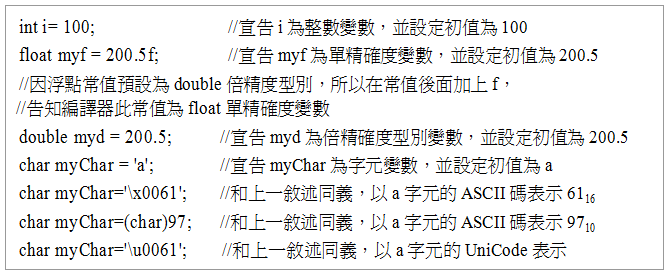 int i= 100; //宣告 i 為整數變數，並設定初值為 100
float myf = 200.5f; //宣告 myf 為單精確度變數，並設定初值為 200.5
//因浮點常值預設為 double 倍精度型別，所以在常值後面加上 f，
//告知編譯器此常值為 float 單精確度變數
double myd = 200.5; //宣告 myd 為倍精確度型別變數，並設定初值為 200.5
char myChar = 'a'; //宣告 myChar 為字元變數，並設定初值為 a
char myChar='\x0061'; //和上一敘述同義，以 a 字元的 ASCII 碼表示 61₁₆
char myChar=(char)97; //和上一敘述同義，以 a 字元的 ASCII 碼表示 97₁₀
char myChar='\u0061'; //和上一敘述同義，以 a 字元的 UniCode 表示